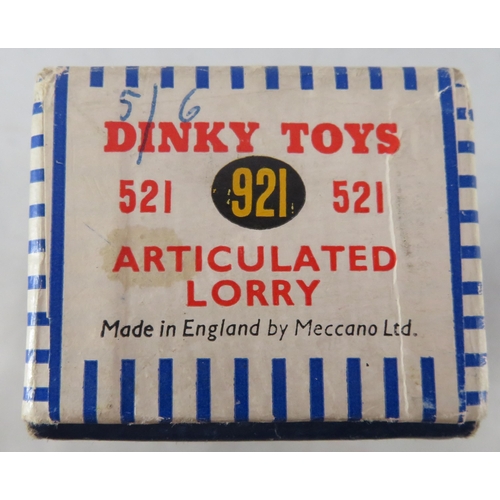 5/6
DINKY TOYS
521 921 521
ARTICULATED
LORRY
Made in England by Meccano Ltd.